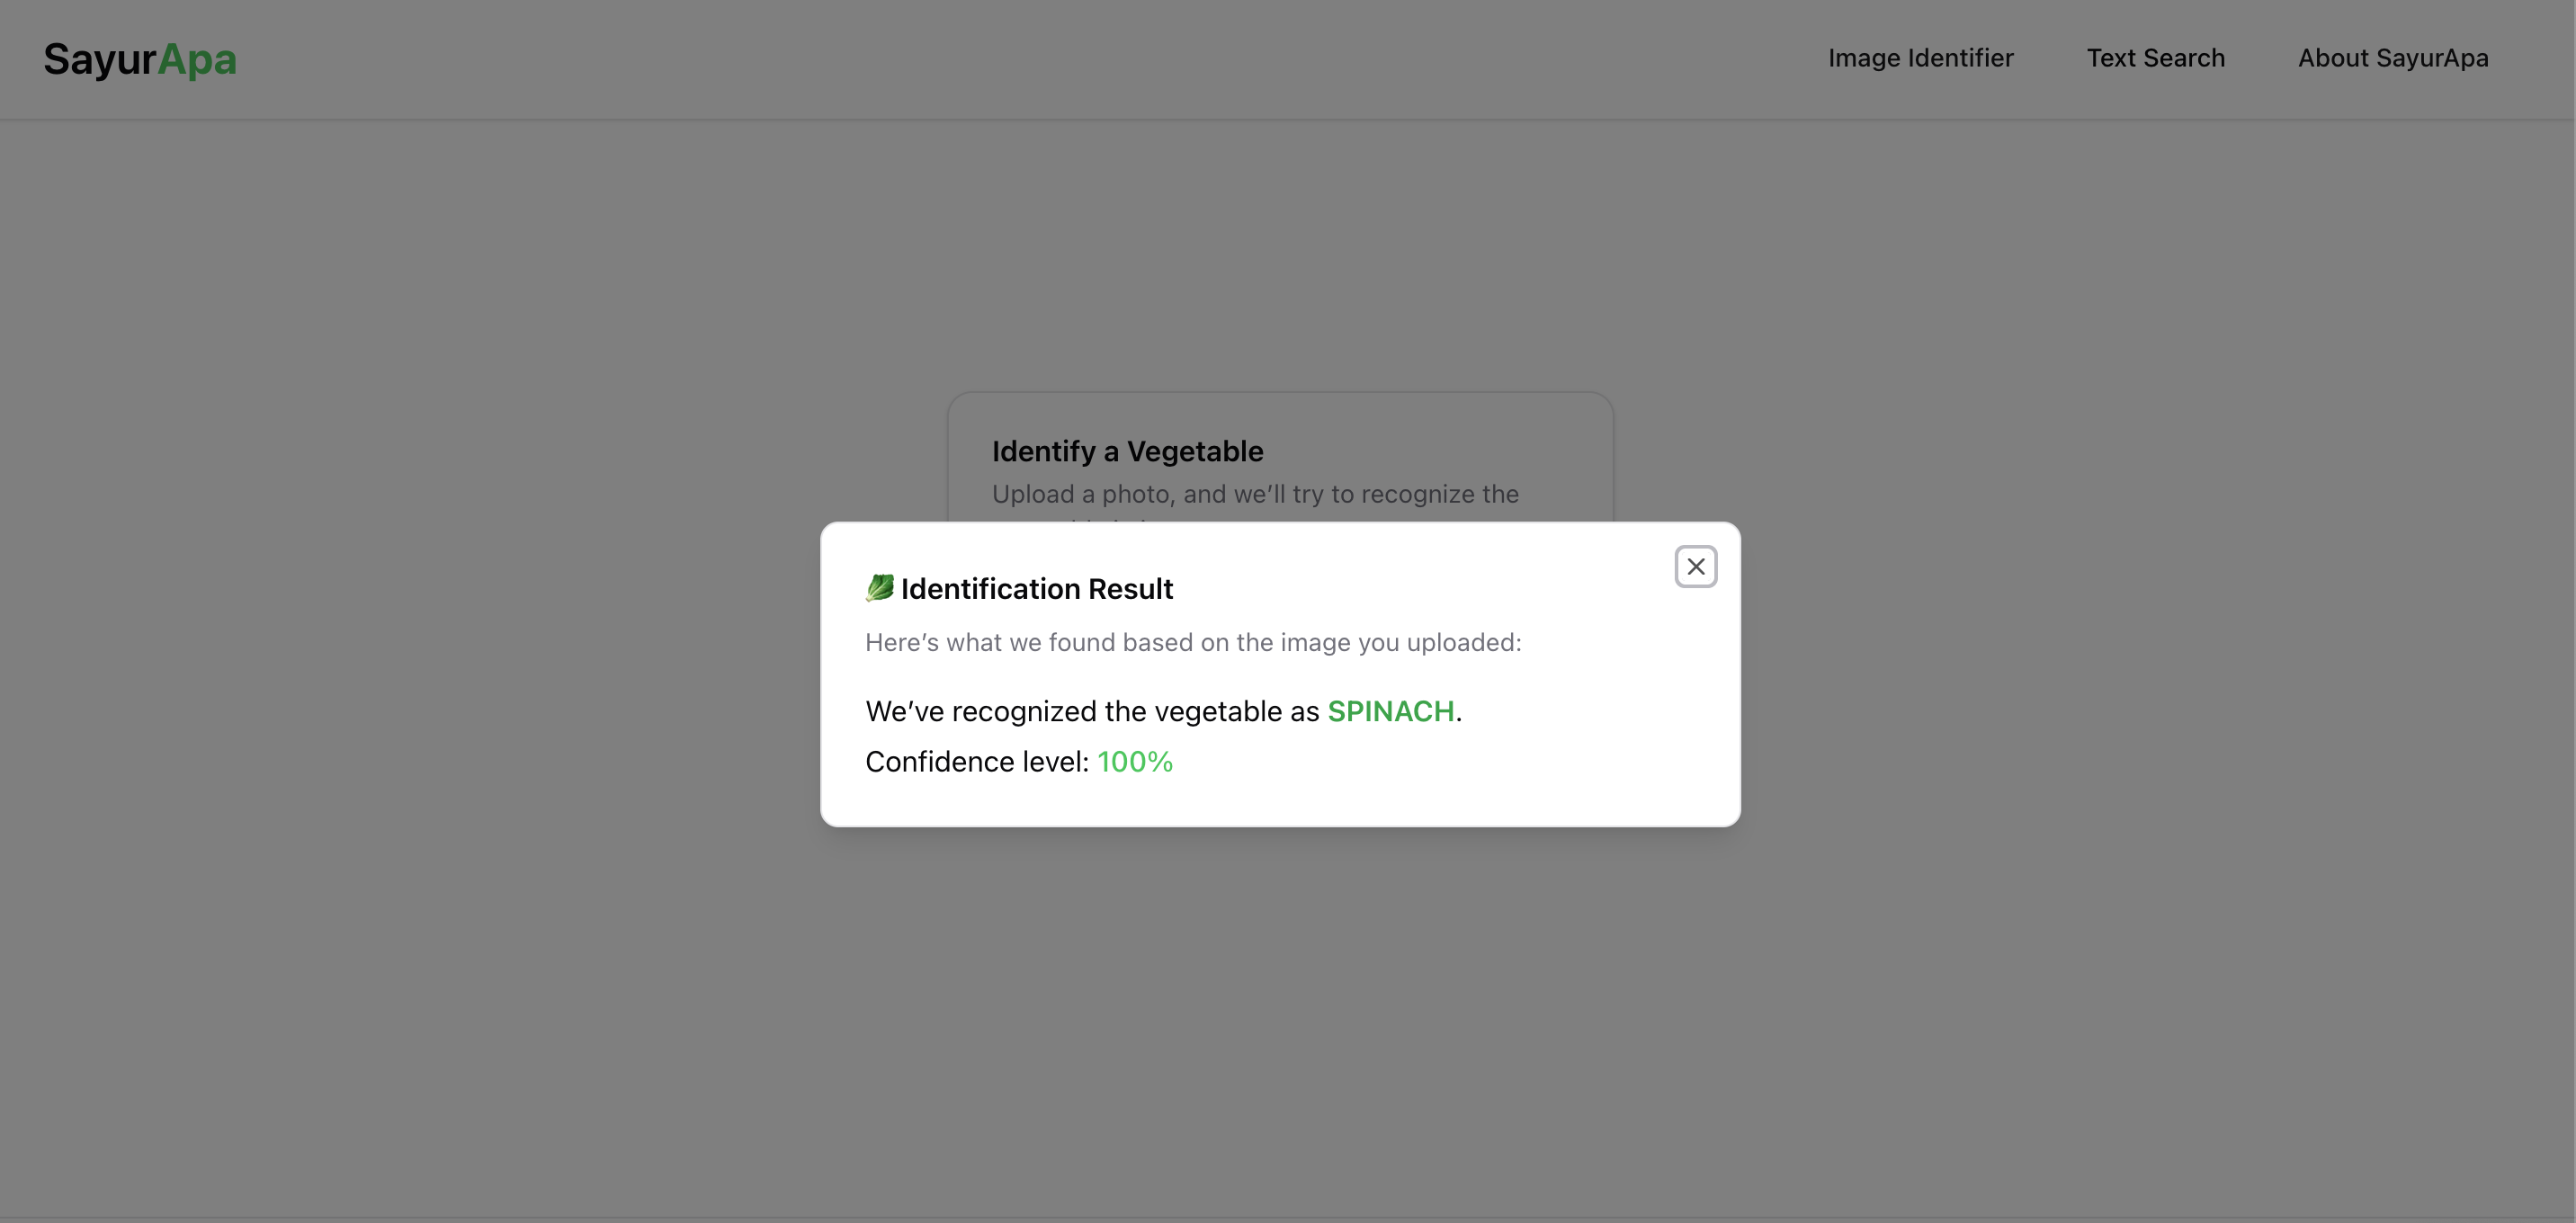 SayurApa
Image Identifier
Text Search
About SayurApa
Identify a Vegetable
Upload a photo, and we’ll try to recognize the
🥬 Identification Result
Here’s what we found based on the image you uploaded:
We’ve recognized the vegetable as SPINACH.
Confidence level: 100%